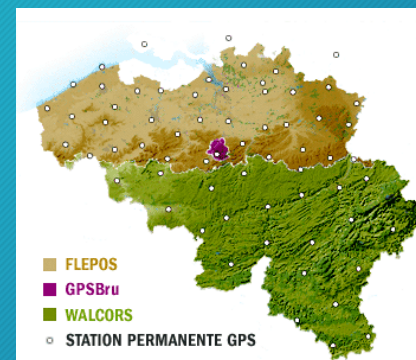 FLEPOS
GPSBru
WALCORS
STATION PERMANENTE GPS